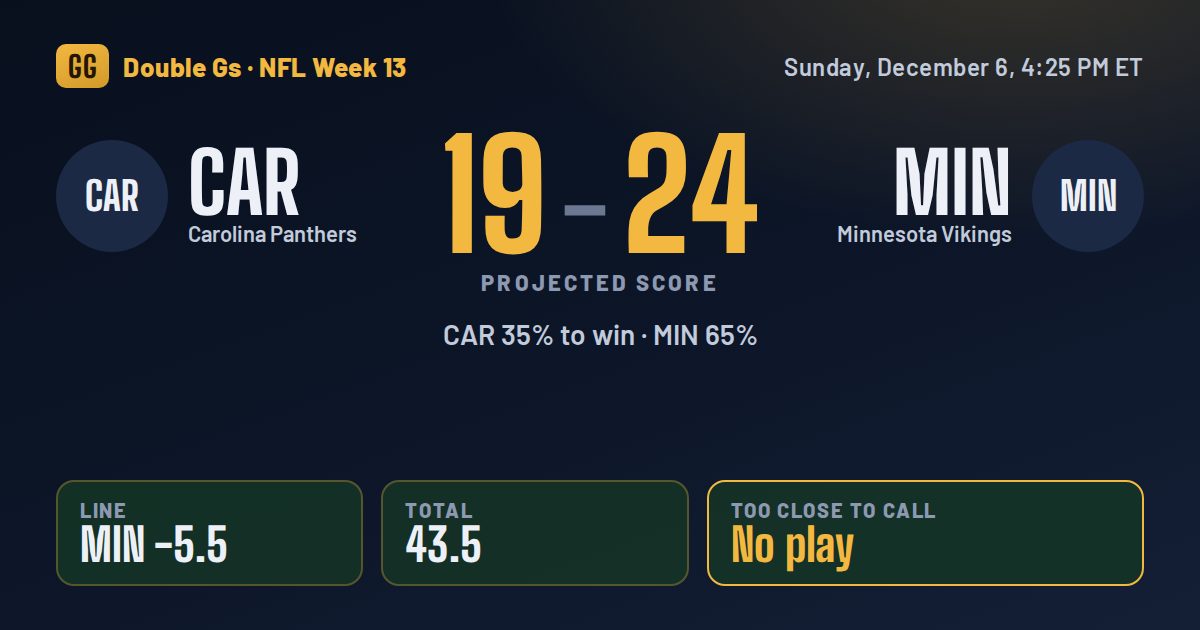 GG Double Gs · NFL Week 13
Sunday, December 6, 4:25 PM ET
CAR
CAR
Carolina Panthers
19 – 24
PROJECTED SCORE
CAR 35% to win · MIN 65%
MIN
Minnesota Vikings
MIN
LINE
MIN −5.5
TOTAL
43.5
TOO CLOSE TO CALL
No play